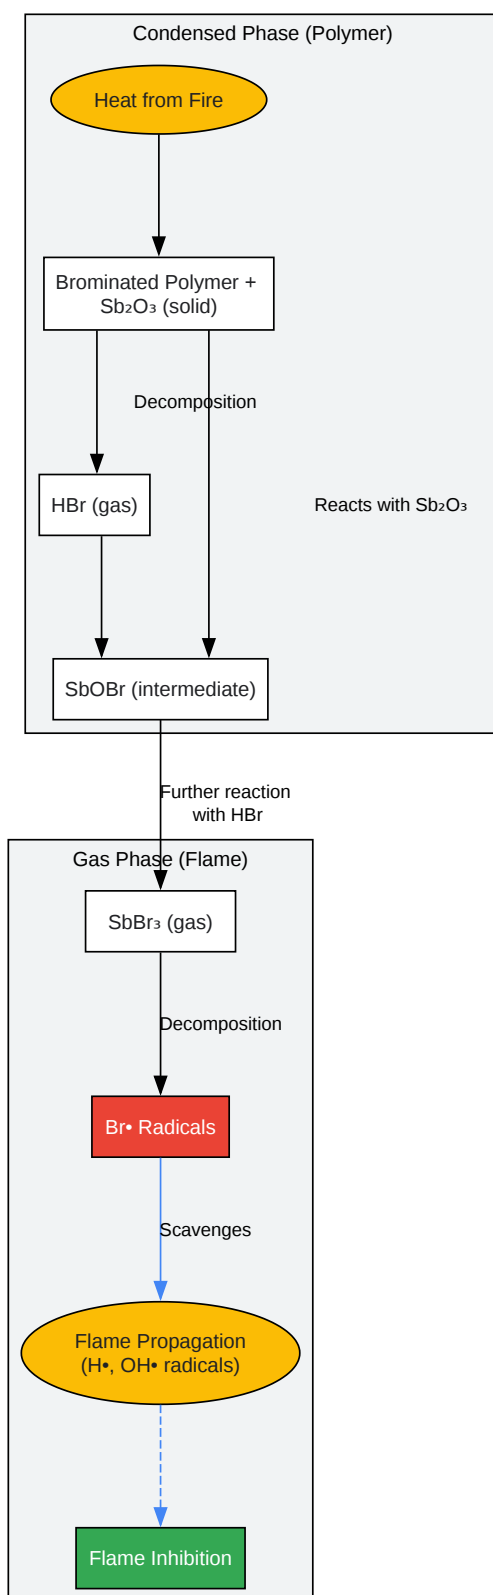 Condensed Phase (Polymer)
Heat from Fire
Brominated Polymer +
Sb₂O₃ (solid)
Decomposition
HBr (gas)
Reacts with Sb₂O₃
SbOBr (intermediate)
Further reaction
with HBr
Gas Phase (Flame)
SbBr₃ (gas)
Decomposition
Br• Radicals
Scavenges
Flame Propagation
(H•, OH• radicals)
Flame Inhibition